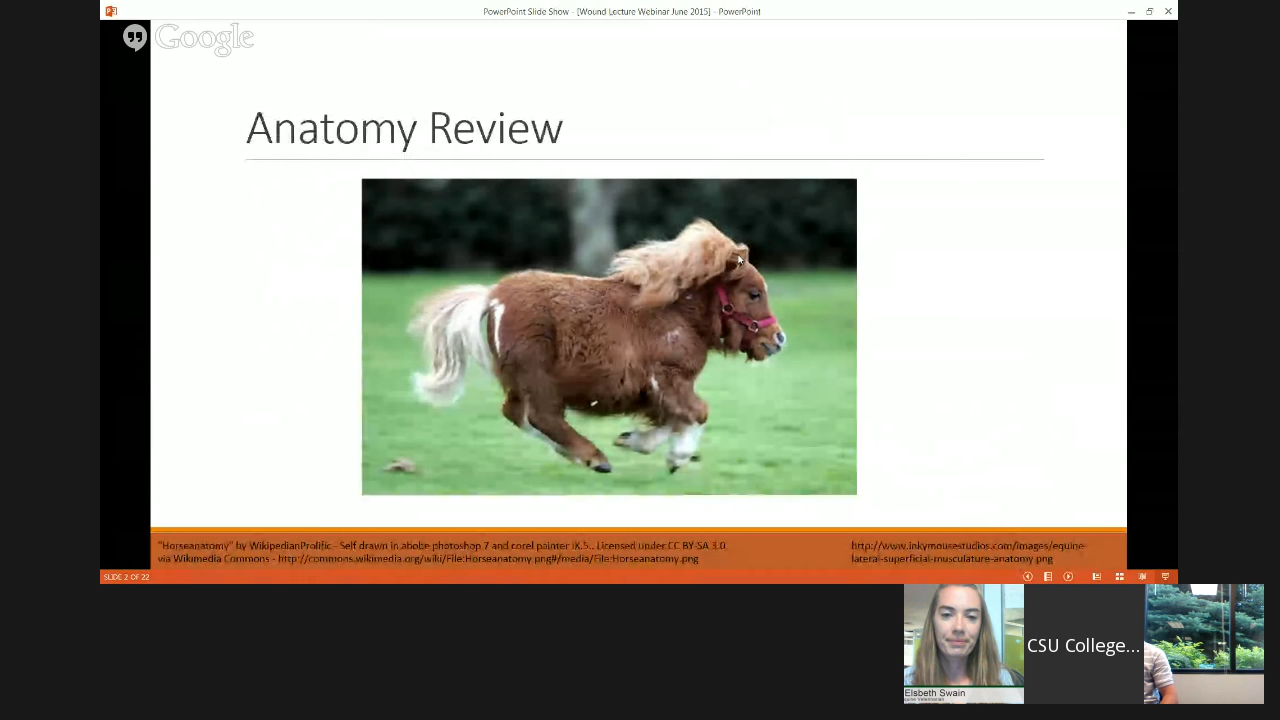 PowerPoint Slide Show - [Wound Lecture Webinar June 2015] - PowerPoint
Google
Anatomy Review
"Horseanatomy" by WikipedianProlific - Self drawn in abobe photoshop 7 and corel painter iX.5.. Licensed under CC BY-SA 3.0
via Wikimedia Commons - http://commons.wikimedia.org/wiki/File:Horseanatomy.png#/media/File:Horseanatomy.png
http://www.inkymousestudios.com/images/equine-
lateral-superficial-musculature-anatomy.png
SLIDE 2 OF 22
Elsbeth Swain
Equine Veterinarian
CSU College...